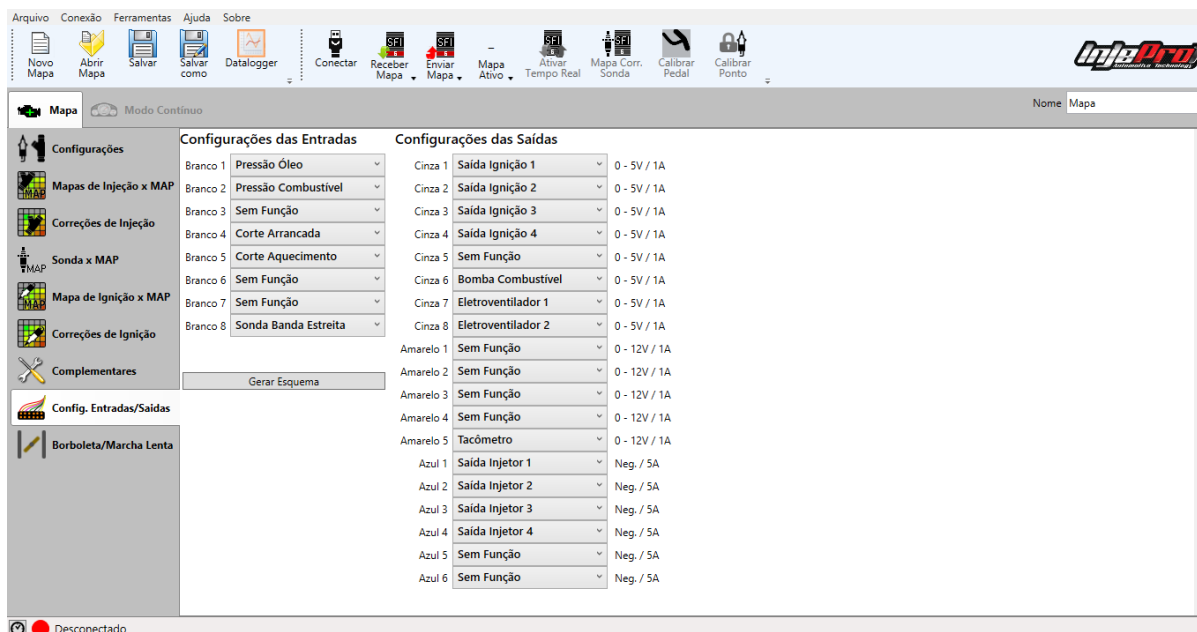 Arquivo Conexão Ferramentas Ajuda Sobre
Novo Mapa
Abrir Mapa
Salvar
Salvar como
Datalogger
Conectar
SFI Receber Mapa
SFI Enviar Mapa
– Mapa Ativo
SFI Ativar Tempo Real
SFI Mapa Corr. Sonda
Calibrar Pedal
Calibrar Ponto
InjePro
Automotive Technology
Mapa Modo Contínuo Nome Mapa
Configurações
MAP Mapas de Injeção x MAP
Correções de Injeção
MAP Sonda x MAP
MAP Mapa de Ignição x MAP
Correções de Ignição
Complementares
Config. Entradas/Saidas
Borboleta/Marcha Lenta
Configurações das Entradas
Branco 1 Pressão Óleo
Branco 2 Pressão Combustível
Branco 3 Sem Função
Branco 4 Corte Arrancada
Branco 5 Corte Aquecimento
Branco 6 Sem Função
Branco 7 Sem Função
Branco 8 Sonda Banda Estreita
Gerar Esquema
Configurações das Saídas
Cinza 1 Saída Ignição 1 0 - 5V / 1A
Cinza 2 Saída Ignição 2 0 - 5V / 1A
Cinza 3 Saída Ignição 3 0 - 5V / 1A
Cinza 4 Saída Ignição 4 0 - 5V / 1A
Cinza 5 Sem Função 0 - 5V / 1A
Cinza 6 Bomba Combustível 0 - 5V / 1A
Cinza 7 Eletroventilador 1 0 - 5V / 1A
Cinza 8 Eletroventilador 2 0 - 5V / 1A
Amarelo 1 Sem Função 0 - 12V / 1A
Amarelo 2 Sem Função 0 - 12V / 1A
Amarelo 3 Sem Função 0 - 12V / 1A
Amarelo 4 Sem Função 0 - 12V / 1A
Amarelo 5 Tacômetro 0 - 12V / 1A
Azul 1 Saída Injetor 1 Neg. / 5A
Azul 2 Saída Injetor 2 Neg. / 5A
Azul 3 Saída Injetor 3 Neg. / 5A
Azul 4 Saída Injetor 4 Neg. / 5A
Azul 5 Sem Função Neg. / 5A
Azul 6 Sem Função Neg. / 5A
Desconectado